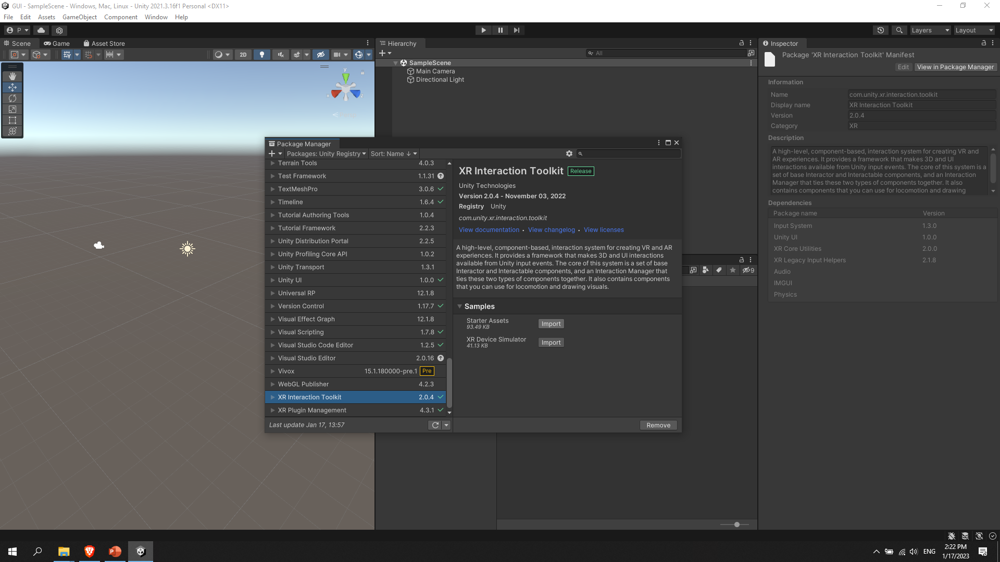 GUI - SampleScene - Windows, Mac, Linux - Unity 2021.3.16f1 Personal <DX11>
File Edit Assets GameObject Component Window Help
P
Layers
Layout
Scene
Game
Asset Store
2D
y
x
z
Hierarchy
All
SampleScene
Main Camera
Directional Light
9
Package Manager
Packages: Unity Registry
Sort: Name ↓
Terrain Tools 4.0.3
Test Framework 1.1.31
TextMeshPro 3.0.6
Timeline 1.6.4
Tutorial Authoring Tools 1.0.4
Tutorial Framework 2.2.3
Unity Distribution Portal 2.2.5
Unity Profiling Core API 1.0.2
Unity Transport 1.3.1
Unity UI 1.0.0
Universal RP 12.1.8
Version Control 1.17.7
Visual Effect Graph 12.1.8
Visual Scripting 1.7.8
Visual Studio Code Editor 1.2.5
Visual Studio Editor 2.0.16
Vivox 15.1.180000-pre.1 Pre
WebGL Publisher 4.2.3
XR Interaction Toolkit 2.0.4
XR Plugin Management 4.3.1
Last update Jan 17, 13:57
XR Interaction Toolkit Release
Unity Technologies
Version 2.0.4 - November 03, 2022
Registry Unity
com.unity.xr.interaction.toolkit
View documentation • View changelog • View licenses
A high-level, component-based, interaction system for creating VR and AR
experiences. It provides a framework that makes 3D and UI interactions
available from Unity input events. The core of this system is a set of base
Interactor and Interactable components, and an Interaction Manager that
ties these two types of components together. It also contains components
that you can use for locomotion and drawing visuals.
Samples
Starter Assets
93.49 KB
Import
XR Device Simulator
41.13 KB
Import
Remove
Inspector
Package 'XR Interaction Toolkit' Manifest
Edit
View in Package Manager
Information
Name com.unity.xr.interaction.toolkit
Display name XR Interaction Toolkit
Version 2.0.4
Category XR
Description
A high-level, component-based, interaction system for creating VR and
AR experiences. It provides a framework that makes 3D and UI
interactions available from Unity input events. The core of this system is a
set of base Interactor and Interactable components, and an Interaction
Manager that ties these two types of components together. It also
contains components that you can use for locomotion and drawing
Dependencies
Package name Version
Input System 1.3.0
Unity UI 1.0.0
XR Core Utilities 2.0.0
XR Legacy Input Helpers 2.1.8
Audio
IMGUI
Physics
P
ENG
2:22 PM
1/17/2023